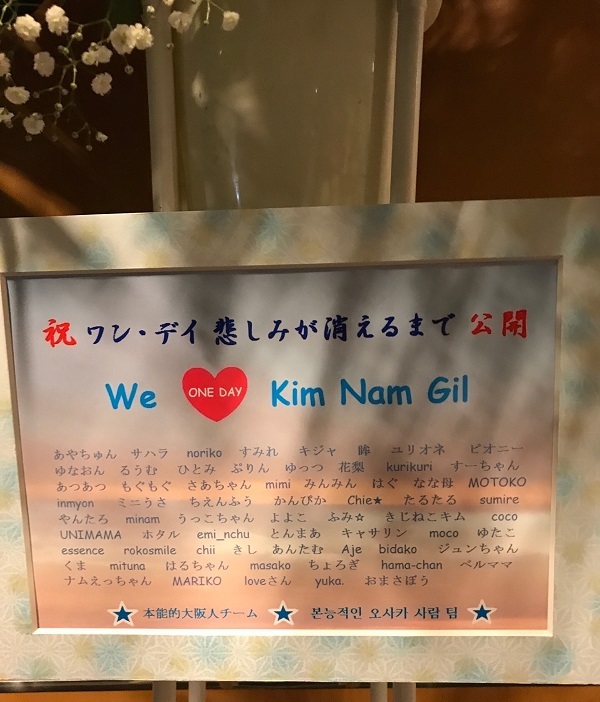 祝 ワン・デイ 悲しみが消えるまで 公開
We ONE DAY Kim Nam Gil
あやちゅん サハラ noriko すみれ キジャ 眸 ユリオネ ピオニー
ゆなおん るうむ ひとみ ぷりん ゆっつ 花梨 kurikuri すーちゃん
あつあつ もぐもぐ さあちゃん mimi みんみん はぐ なな母 MOTOKO
inmyon ミニうさ ちえんふう かんぴか Chie★ たるたる sumire
やんたろ minam うっこちゃん よよこ ふみ☆ きじねこキム coco
UNIMAMA ホタル emi_nchu とんまあ キャサリン moco ゆたこ
essence rokosmile chii きし あんたむ Aje bidako ジュンちゃん
くま mituna はるちゃん masako ちょろぎ hama-chan ベルママ
ナムえっちゃん MARIKO loveさん yuka. おまさぼう
★ 本能的大阪人チーム ★ 본능적인 오사카 사람 팀 ★